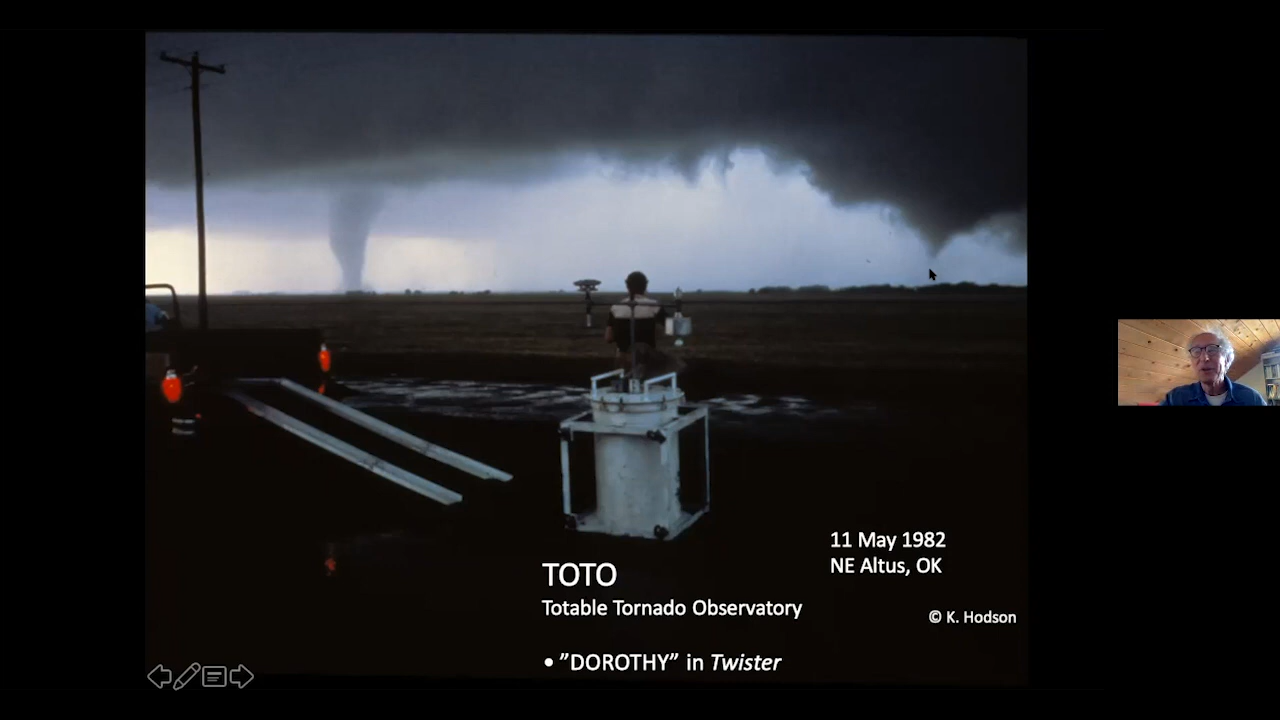 11 May 1982
NE Altus, OK
TOTO
Totable Tornado Observatory
© K. Hodson
• ”DOROTHY” in Twister